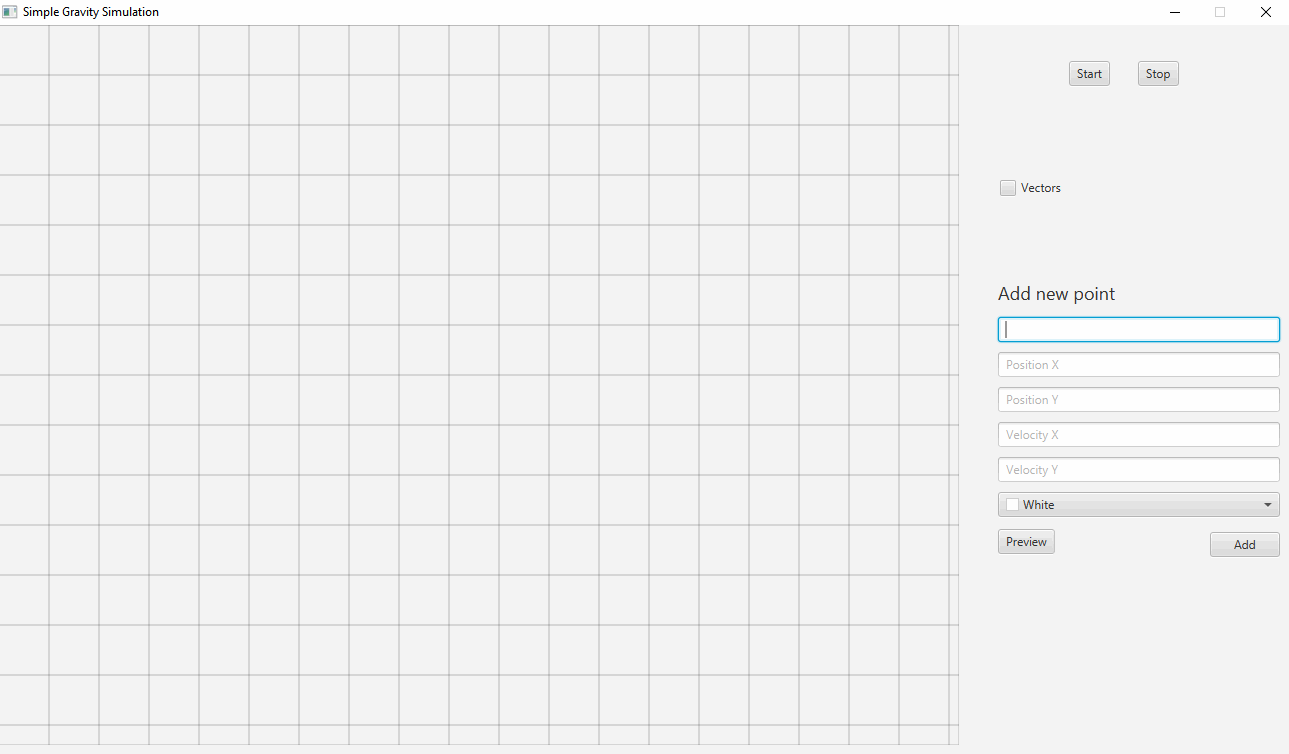 Simple Gravity Simulation
Start
Stop
Vectors
Add new point
Position X
Position Y
Velocity X
Velocity Y
White
Preview
Add